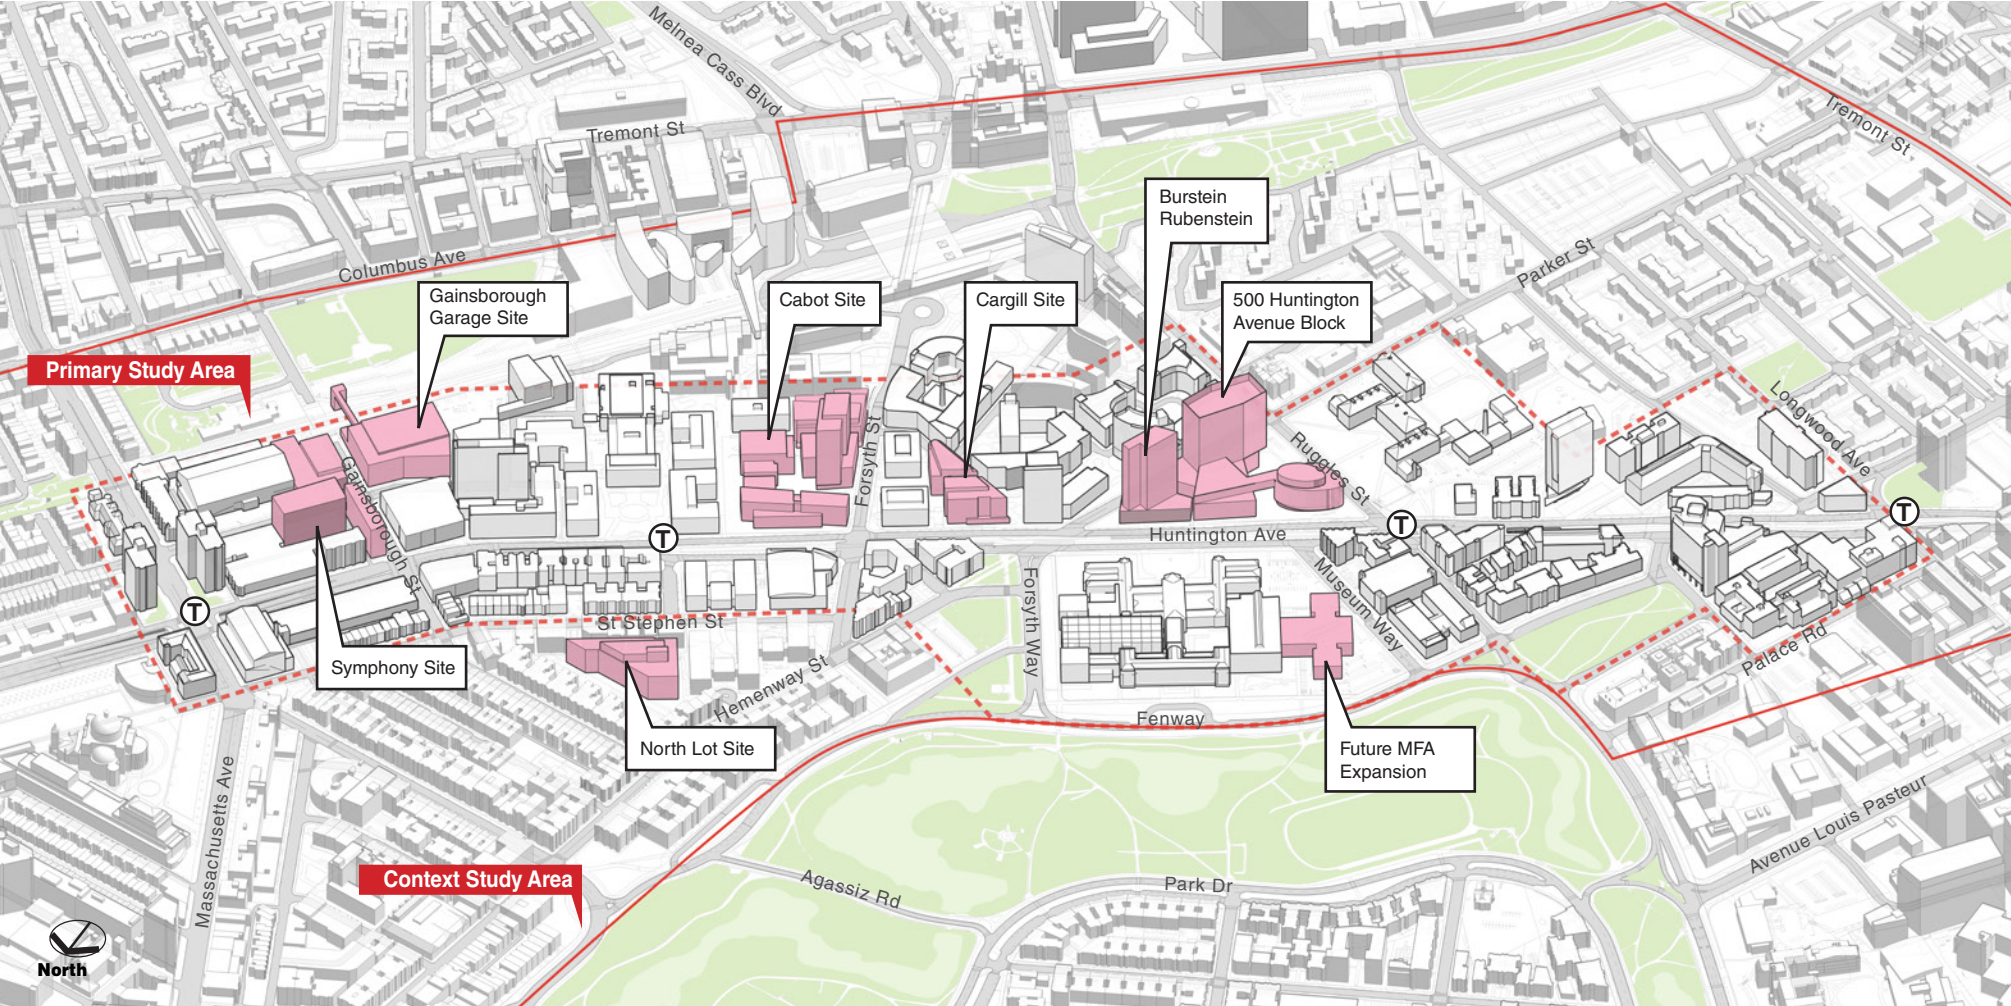 Melnea Cass Blvd
Tremont St
Tremont St
Columbus Ave
Parker St
Burstein
Rubenstein
Gainsborough
Garage Site
Cabot Site
Cargill Site
500 Huntington
Avenue Block
Primary Study Area
Longwood Ave
Gainsborough St
Forsyth St
Ruggles St
Huntington Ave
T
T
T
T
Museum Way
Forsyth Way
St Stephen St
Symphony Site
Hemenway St
Palace Rd
North Lot Site
Fenway
Future MFA
Expansion
Massachusetts Ave
Avenue Louis Pasteur
Context Study Area
Agassiz Rd
Park Dr
North